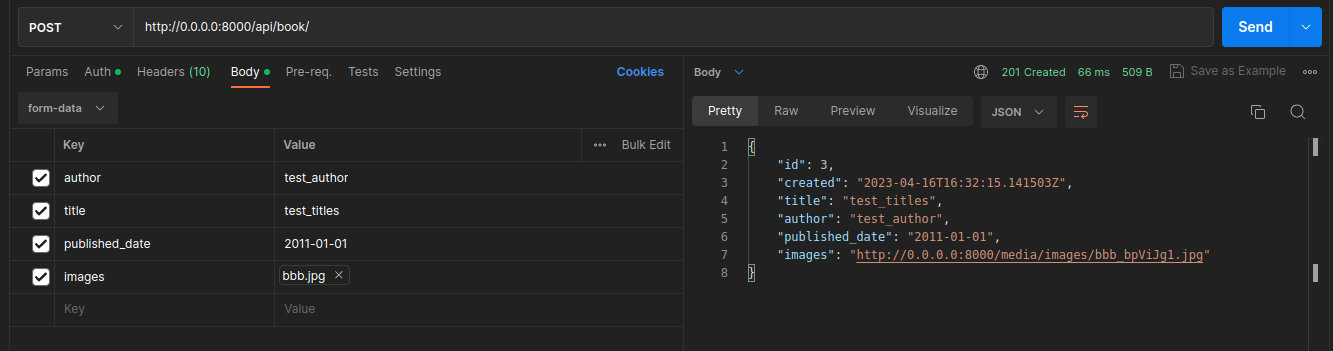 POST http://0.0.0.0:8000/api/book/ Send
Params Auth Headers (10) Body Pre-req. Tests Settings Cookies
form-data
Key Value Bulk Edit
author test_author
title test_titles
published_date 2011-01-01
images bbb.jpg
Key Value
Body 201 Created 66 ms 509 B Save as Example
Pretty Raw Preview Visualize JSON
1 {
2 "id": 3,
3 "created": "2023-04-16T16:32:15.141503Z",
4 "title": "test_titles",
5 "author": "test_author",
6 "published_date": "2011-01-01",
7 "images": "http://0.0.0.0:8000/media/images/bbb_bpViJg1.jpg"
8 }